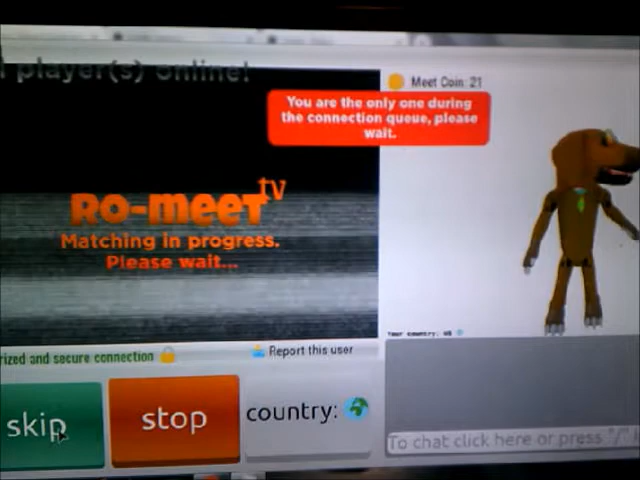 player(s) online!
Meet Coin: 21
You are the only one during
the connection queue, please
wait.
RO-meet tv
Matching in progress.
Please wait...
Your country: US
rized and secure connection
Report this user
skip
stop
country:
To chat click here or press "/"